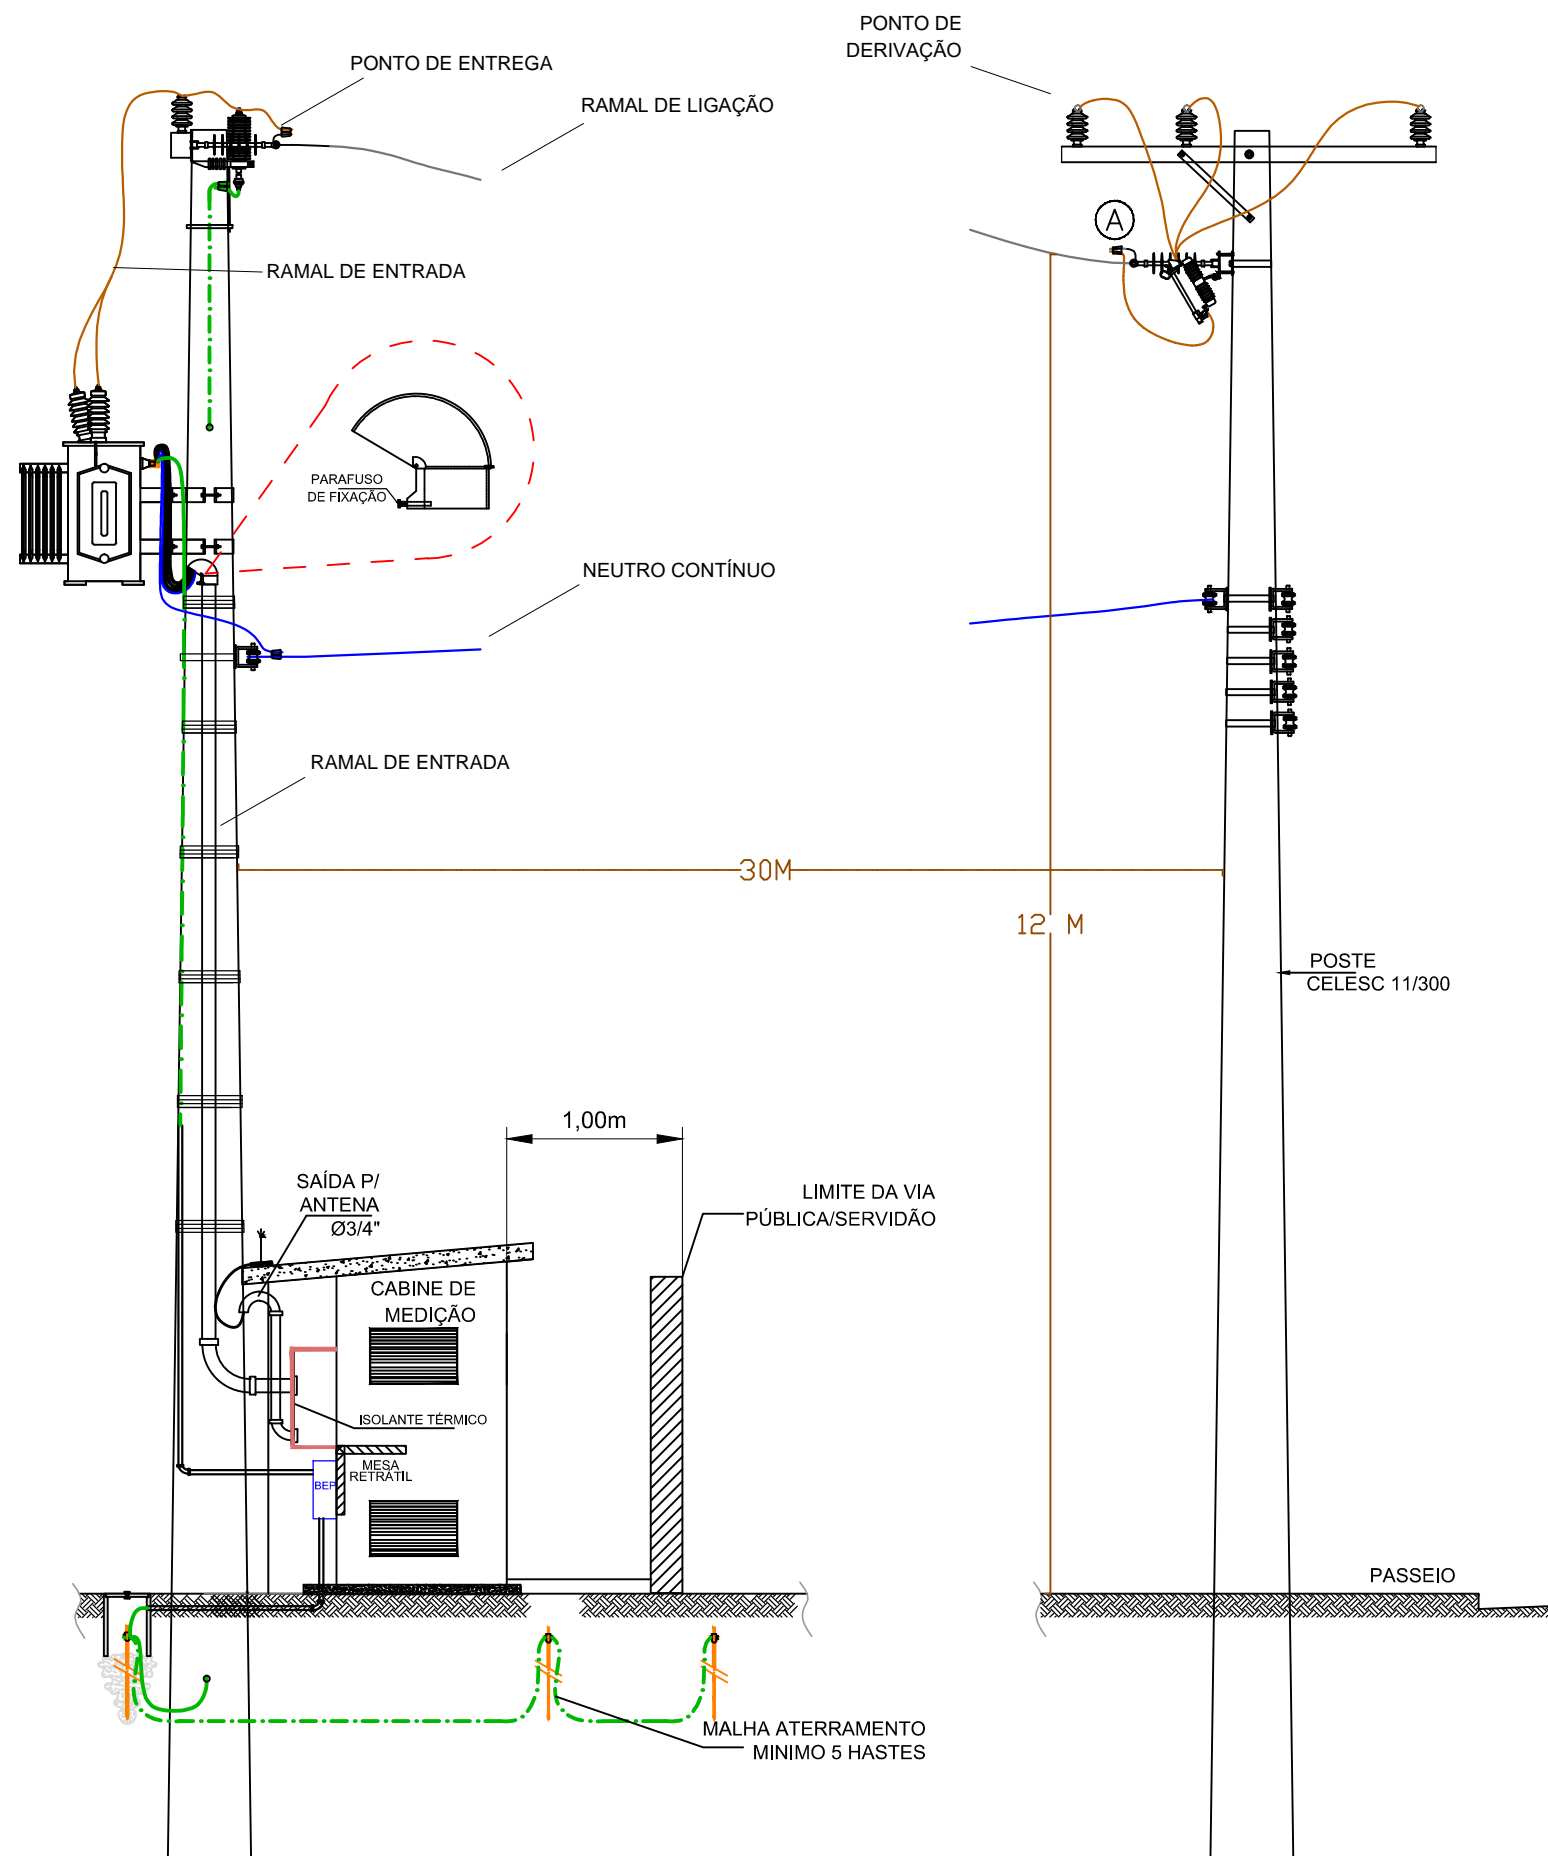 PONTO DE
DERIVAÇÃO
PONTO DE ENTREGA
RAMAL DE LIGAÇÃO
A
RAMAL DE ENTRADA
PARAFUSO
DE FIXAÇÃO
NEUTRO CONTÍNUO
RAMAL DE ENTRADA
30M
12 M
POSTE
CELESC 11/300
1,00m
SAÍDA P/
ANTENA
Ø3/4"
LIMITE DA VIA
PÚBLICA/SERVIDÃO
CABINE DE
MEDIÇÃO
ISOLANTE TÉRMICO
MESA
RETRÁTIL
BEP
PASSEIO
MALHA ATERRAMENTO
MINIMO 5 HASTES